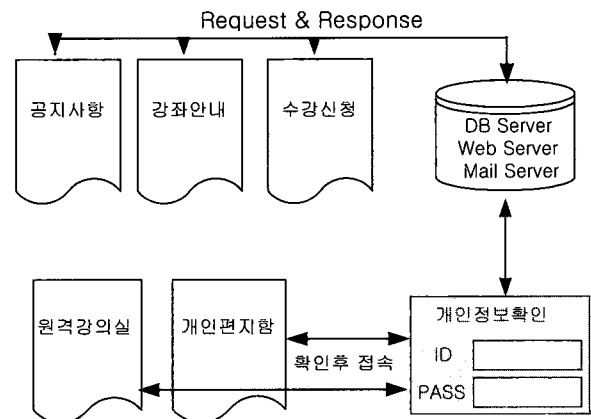 Request & Response
공지사항
강좌안내
수강신청
DB Server
Web Server
Mail Server
원격강의실
개인편지함
확인후 접속
개인정보확인
ID
PASS